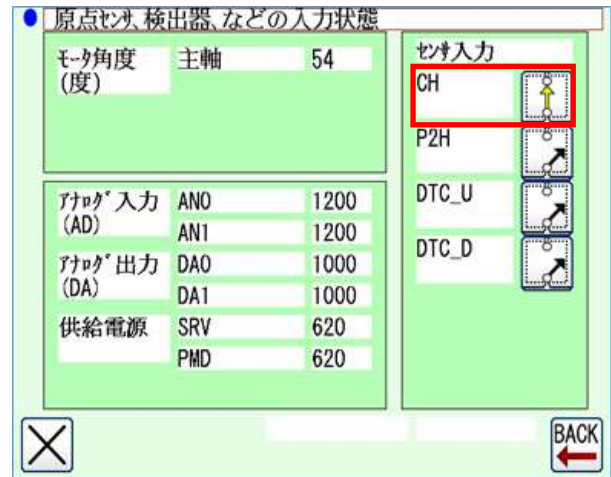 原点ｾﾝｻ、検出器、などの入力状態
ﾓｰﾀ角度 主軸 54
(度)
ｱﾅﾛｸﾞ入力 AN0 1200
(AD) AN1 1200
ｱﾅﾛｸﾞ出力 DA0 1000
(DA) DA1 1000
供給電源 SRV 620
PMD 620
ｾﾝｻ入力
CH
P2H
DTC_U
DTC_D
BACK